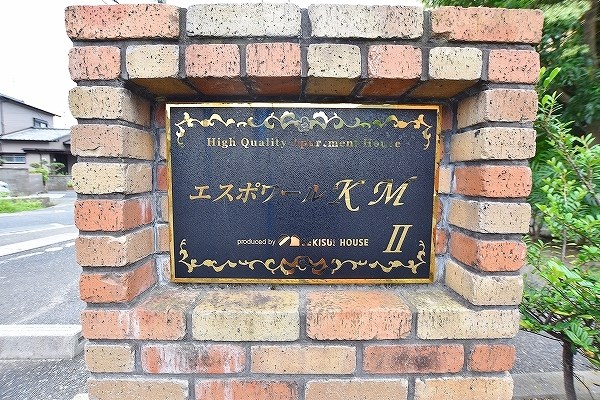 High Quality Apartment House
エスポワール K M
II
produced by SEKISUI HOUSE